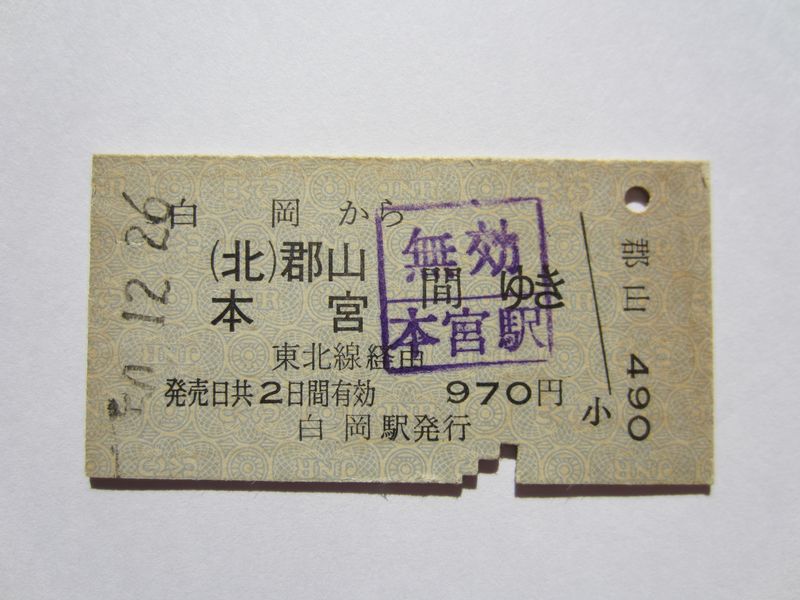 50.12.26
白岡から
(北)郡山
本宮 間ゆき
無効
本宮駅
東北線経由
発売日共2日間有効 970円
白岡駅発行
小
郡山 490